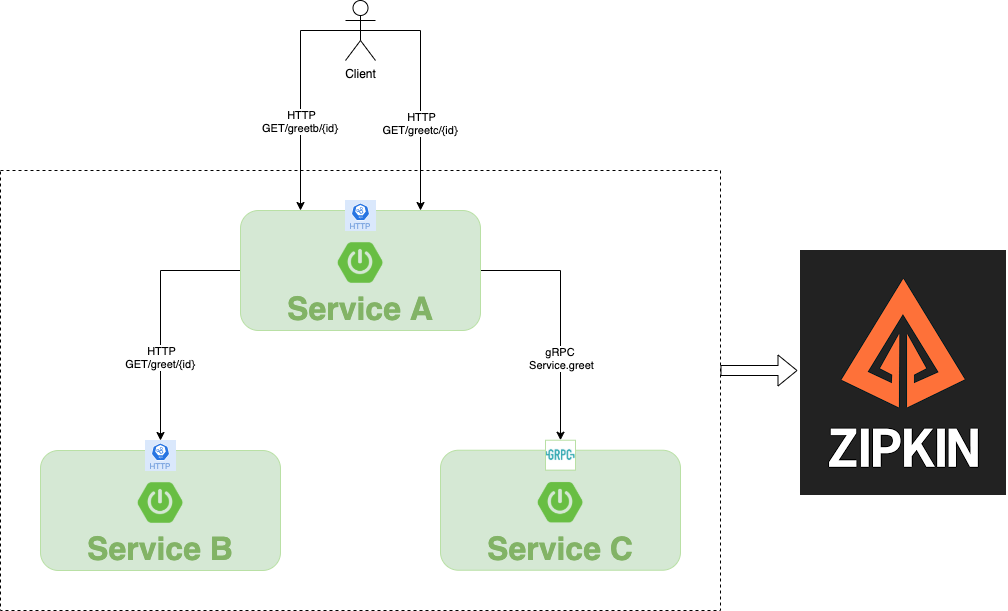 Client
HTTP
GET/greetb/{id}
HTTP
GET/greetc/{id}
HTTP
Service A
HTTP
GET/greet/{id}
gRPC
Service.greet
HTTP
Service B
GRPC
Service C
ZIPKIN